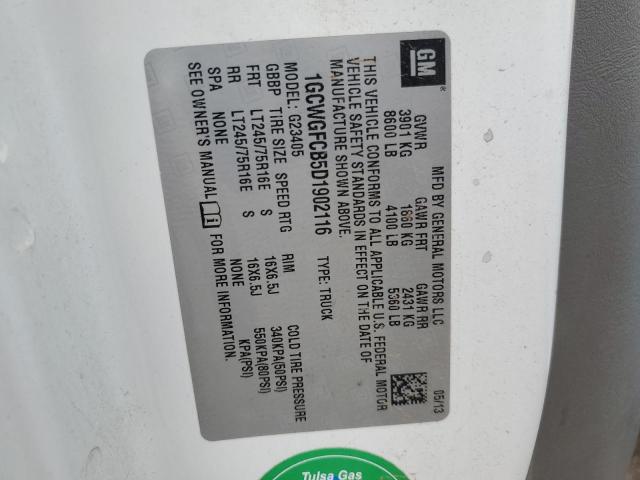 GM
®
MFD BY GENERAL MOTORS LLC
05/13
GVWR
GAWR FRT
GAWR RR
3901 KG
1860 KG
2431 KG
8600 LB
4100 LB
5360 LB
THIS VEHICLE CONFORMS TO ALL APPLICABLE U.S. FEDERAL MOTOR
VEHICLE SAFETY STANDARDS IN EFFECT ON THE DATE OF
MANUFACTURE SHOWN ABOVE.
1GCWGFCB5D1902116
TYPE: TRUCK
MODEL: G23405
GBBP TIRE SIZE SPEED RTG RIM COLD TIRE PRESSURE
FRT LT245/75R16E S 16X6.5J 340KPA(50PSI)
RR LT245/75R16E S 16X6.5J 550KPA(80PSI)
SPA NONE NONE KPA(PSI)
SEE OWNER'S MANUAL FOR MORE INFORMATION.
Tulsa Gas